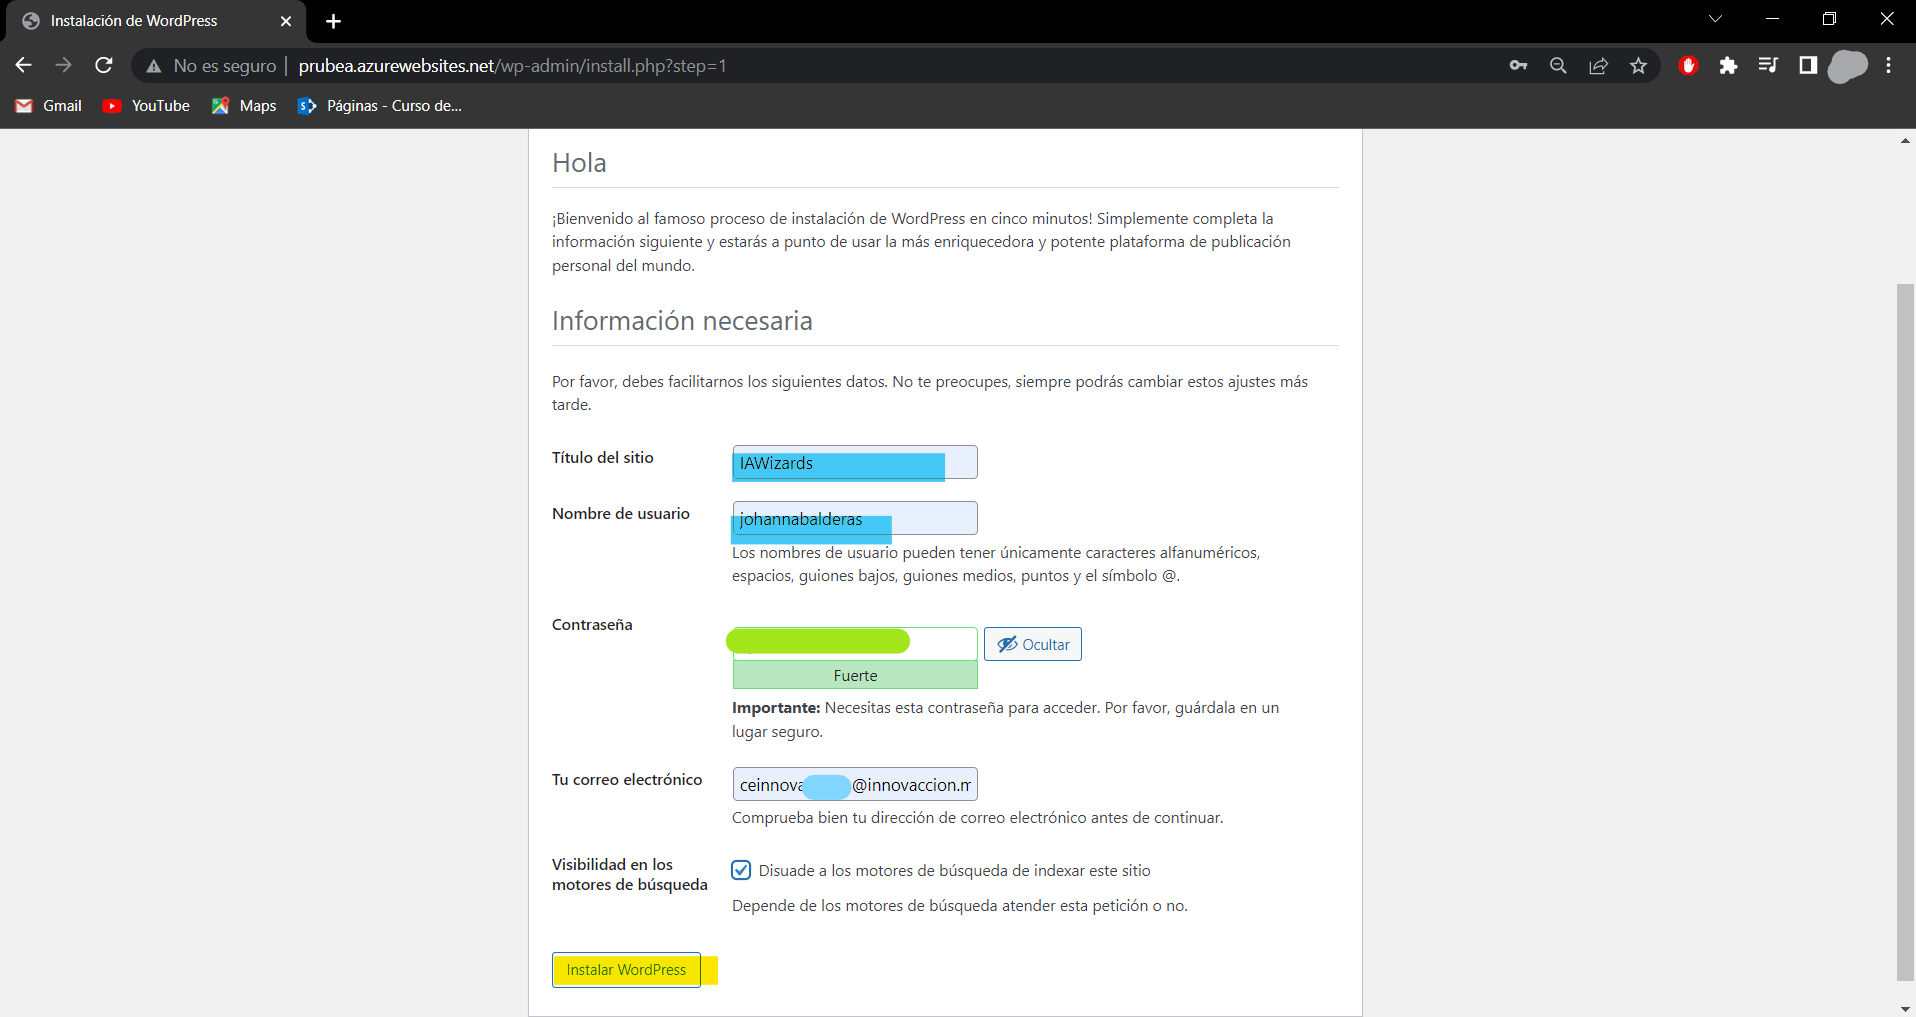 Instalación de WordPress
No es seguro | prubea.azurewebsites.net/wp-admin/install.php?step=1
Gmail YouTube Maps Páginas - Curso de...
Hola
¡Bienvenido al famoso proceso de instalación de WordPress en cinco minutos! Simplemente completa la
información siguiente y estarás a punto de usar la más enriquecedora y potente plataforma de publicación
personal del mundo.
Información necesaria
Por favor, debes facilitarnos los siguientes datos. No te preocupes, siempre podrás cambiar estos ajustes más
tarde.
Título del sitio IAWizards
Nombre de usuario johannabalderas
Los nombres de usuario pueden tener únicamente caracteres alfanuméricos,
espacios, guiones bajos, guiones medios, puntos y el símbolo @.
Contraseña Ocultar
Fuerte
Importante: Necesitas esta contraseña para acceder. Por favor, guárdala en un
lugar seguro.
Tu correo electrónico ceinnova @innovaccion.m
Comprueba bien tu dirección de correo electrónico antes de continuar.
Visibilidad en los
motores de búsqueda
Disuade a los motores de búsqueda de indexar este sitio
Depende de los motores de búsqueda atender esta petición o no.
Instalar WordPress